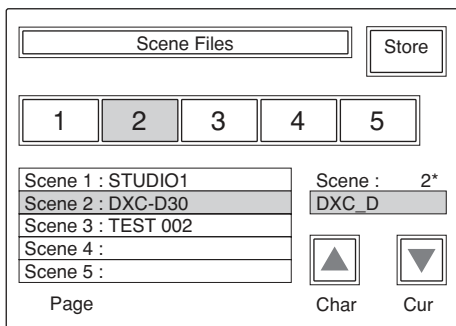 Scene Files
Store
1 2 3 4 5
Scene 1 : STUDIO1
Scene 2 : DXC-D30
Scene 3 : TEST 002
Scene 4 :
Scene 5 :
Scene : 2*
DXC_D
Page
Char Cur